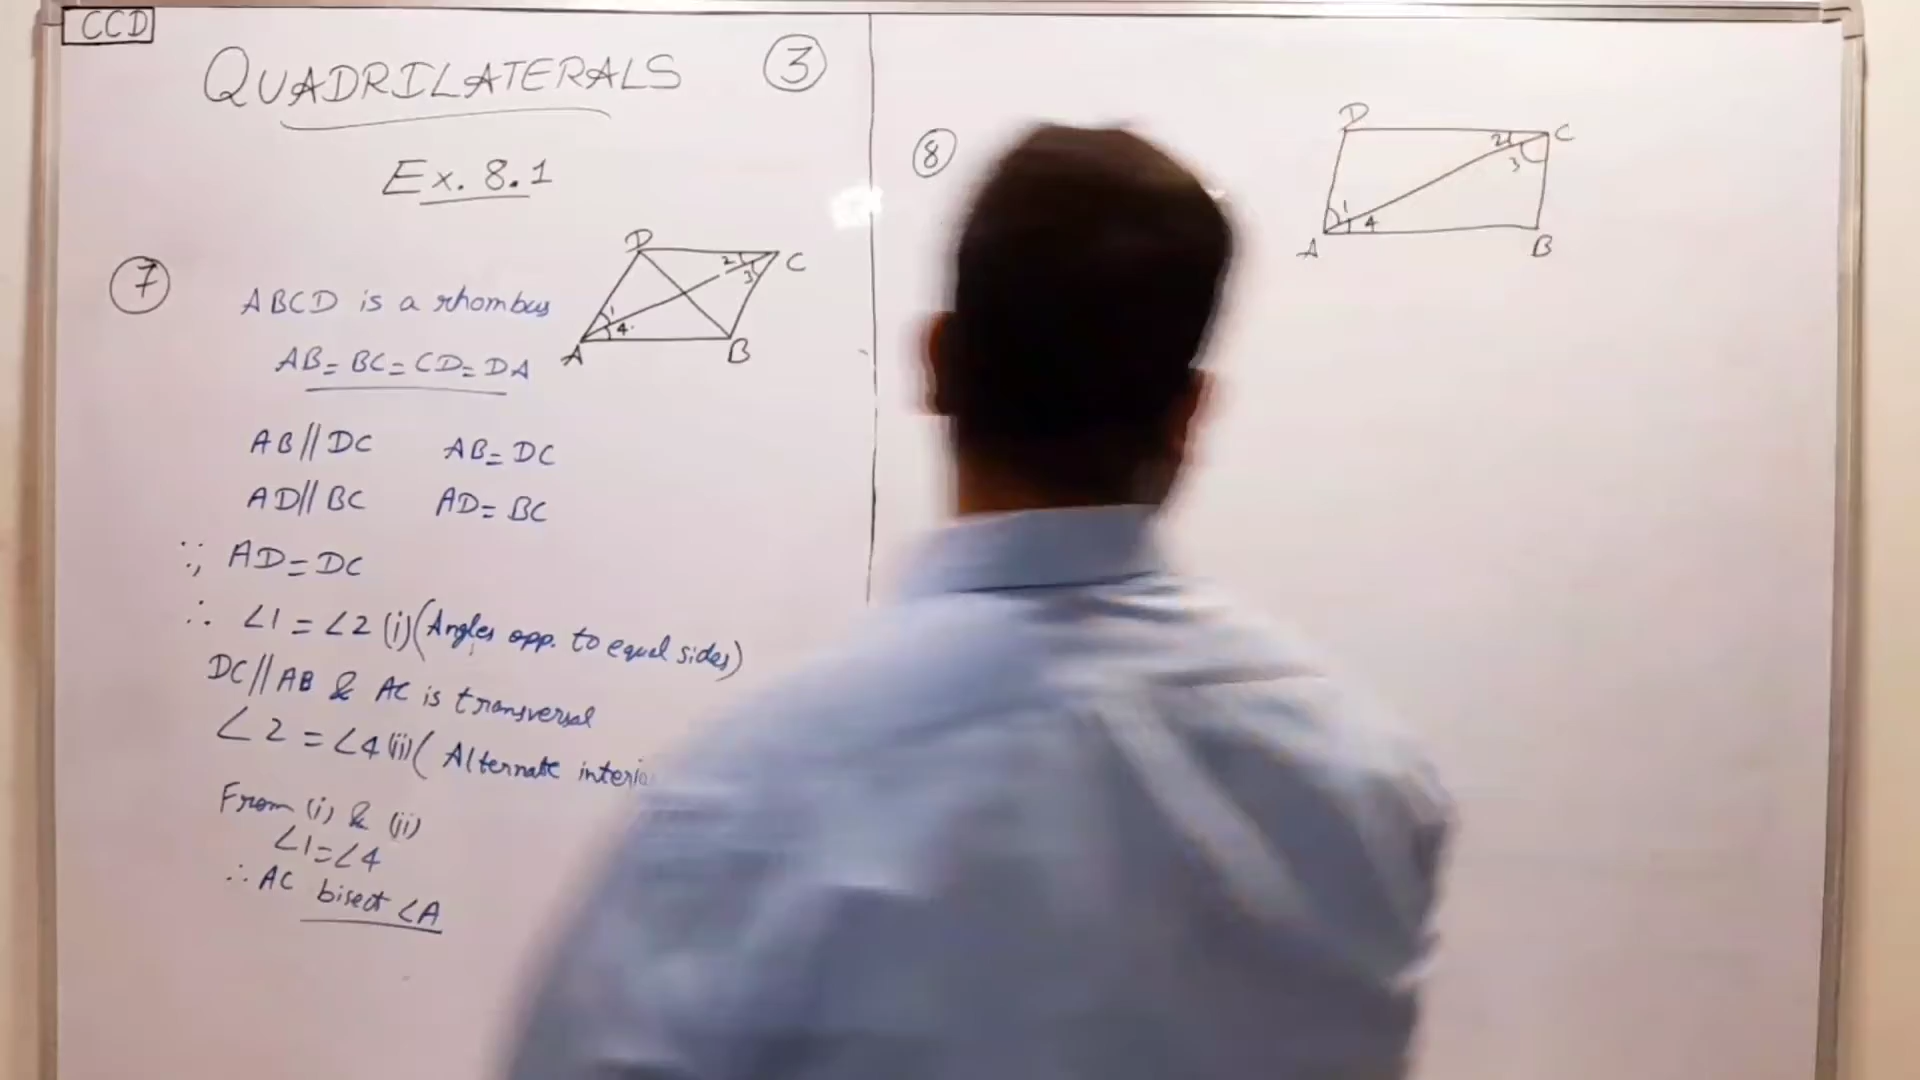 CCD
QUADRILATERALS
3
Ex. 8.1
7
ABCD is a rhombus
AB = BC = CD = DA
D
C
A
B
2
3
1
4
AB || DC AB = DC
AD || BC AD = BC
∵, AD = DC
∴ ∠1 = ∠2 (i) (Angles opp. to equal sides)
DC || AB & AC is transversal
∠2 = ∠4 (ii) ( Alternate
From (i) & (ii)
∠1 = ∠4
∴ AC bisect ∠A
8
D
C
A
B
2
3
1
4